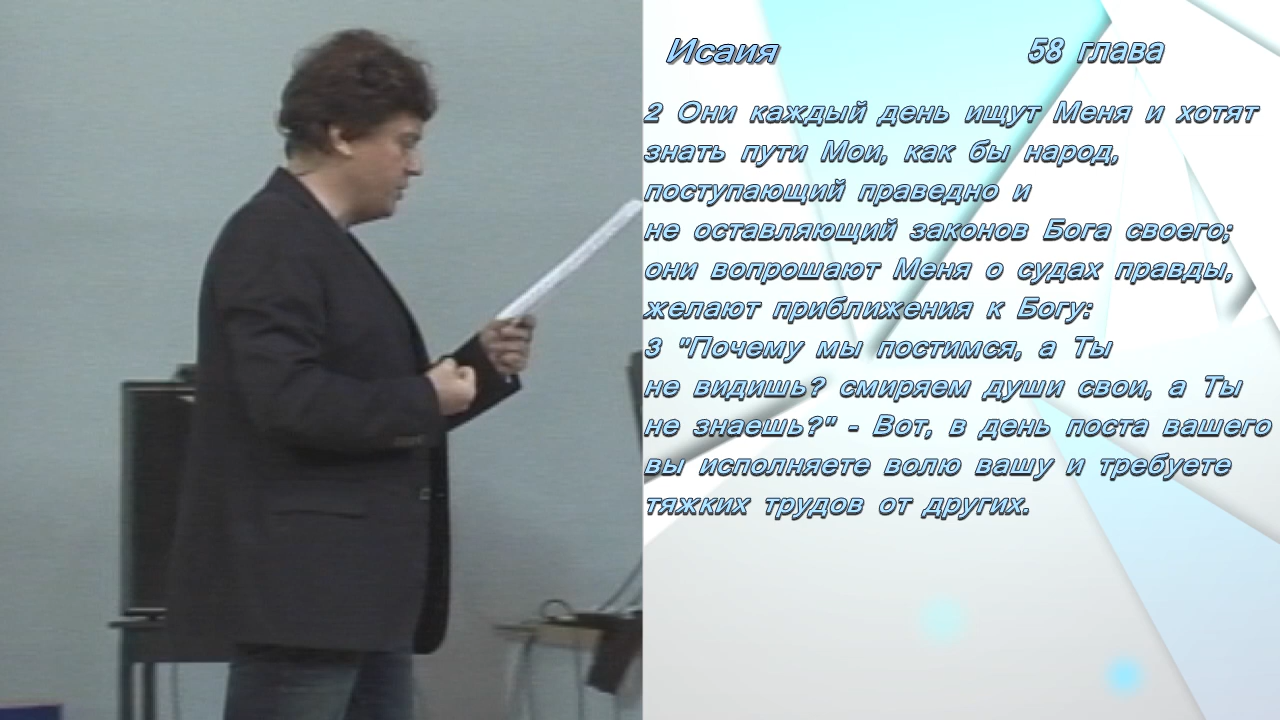 Исаия 58 глава
2 Они каждый день ищут Меня и хотят
знать пути Мои, как бы народ,
поступающий праведно и
не оставляющий законов Бога своего;
они вопрошают Меня о судах правды,
желают приближения к Богу:
3 "Почему мы постимся, а Ты
не видишь? смиряем души свои, а Ты
не знаешь?" - Вот, в день поста вашего
вы исполняете волю вашу и требуете
тяжких трудов от других.